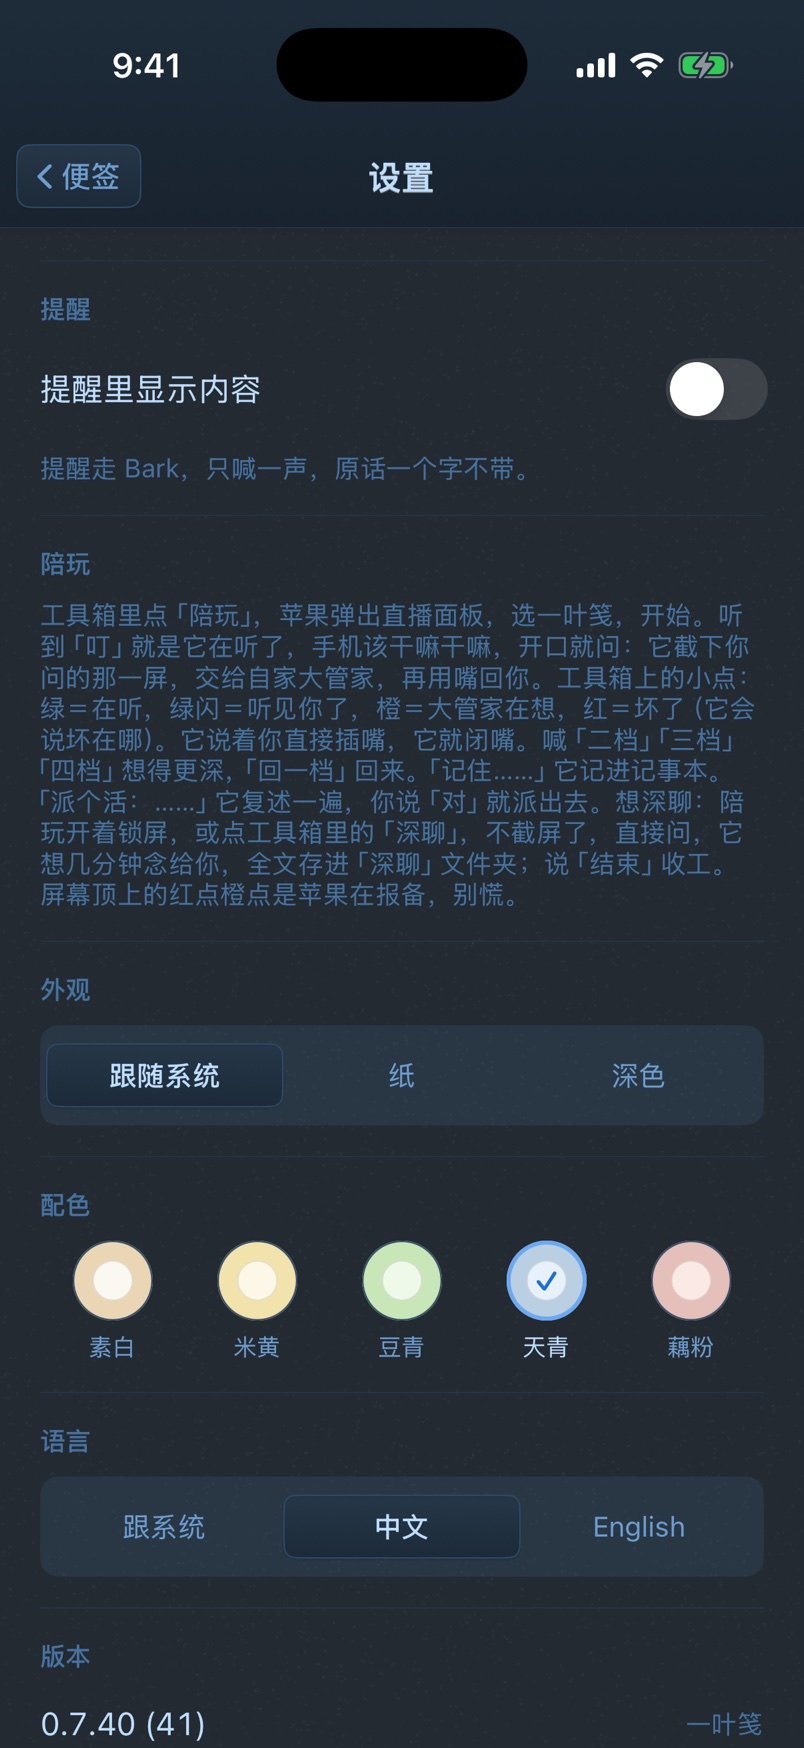 9:41
便签
设置
提醒
提醒里显示内容
提醒走 Bark，只喊一声，原话一个字不带。
陪玩
工具箱里点「陪玩」，苹果弹出直播面板，选一叶笺，开始。听
到「叮」就是它在听了，手机该干嘛干嘛，开口就问：它截下你
问的那一屏，交给自家大管家，再用嘴回你。工具箱上的小点：
绿＝在听，绿闪＝听见你了，橙＝大管家在想，红＝坏了（它会
说坏在哪）。它说着你直接插嘴，它就闭嘴。喊「二档」「三档」
「四档」想得更深，「回一档」回来。「记住……」它记进记事本。
「派个活：……」它复述一遍，你说「对」就派出去。想深聊：陪
玩开着锁屏，或点工具箱里的「深聊」，不截屏了，直接问，它
想几分钟念给你，全文存进「深聊」文件夹；说「结束」收工。
屏幕顶上的红点橙点是苹果在报备，别慌。
外观
跟随系统 纸 深色
配色
素白 米黄 豆青 天青 藕粉
语言
跟系统 中文 English
版本
0.7.40 (41) 一叶笺